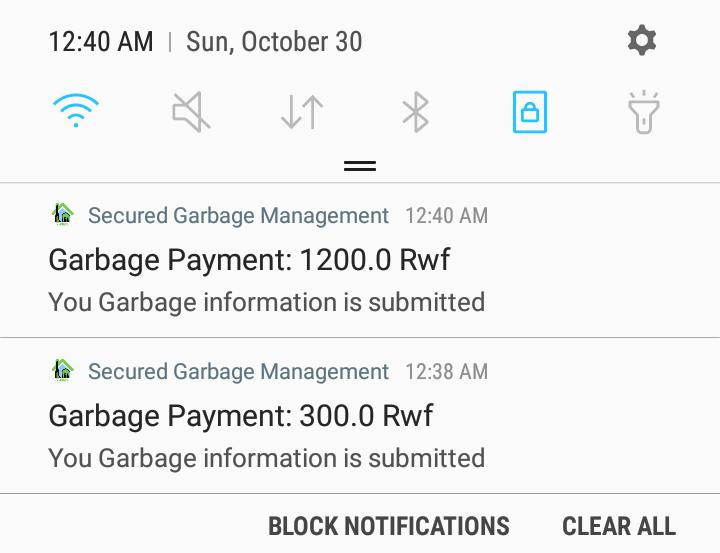 12:40 AM | Sun, October 30
Secured Garbage Management 12:40 AM
Garbage Payment: 1200.0 Rwf
You Garbage information is submitted
Secured Garbage Management 12:38 AM
Garbage Payment: 300.0 Rwf
You Garbage information is submitted
BLOCK NOTIFICATIONS CLEAR ALL